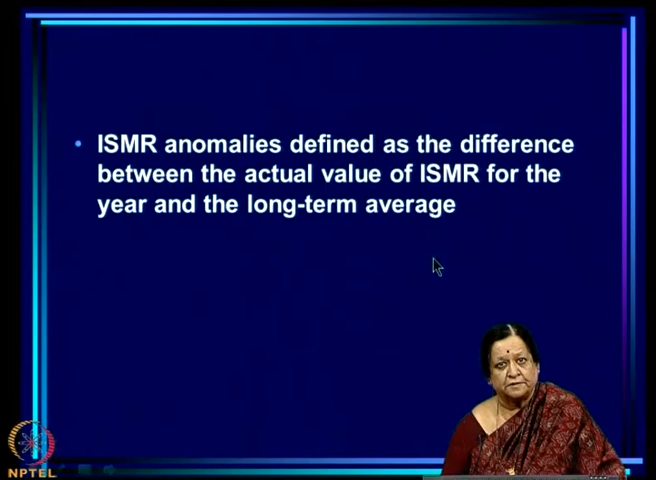 • ISMR anomalies defined as the difference
between the actual value of ISMR for the
year and the long-term average
NPTEL